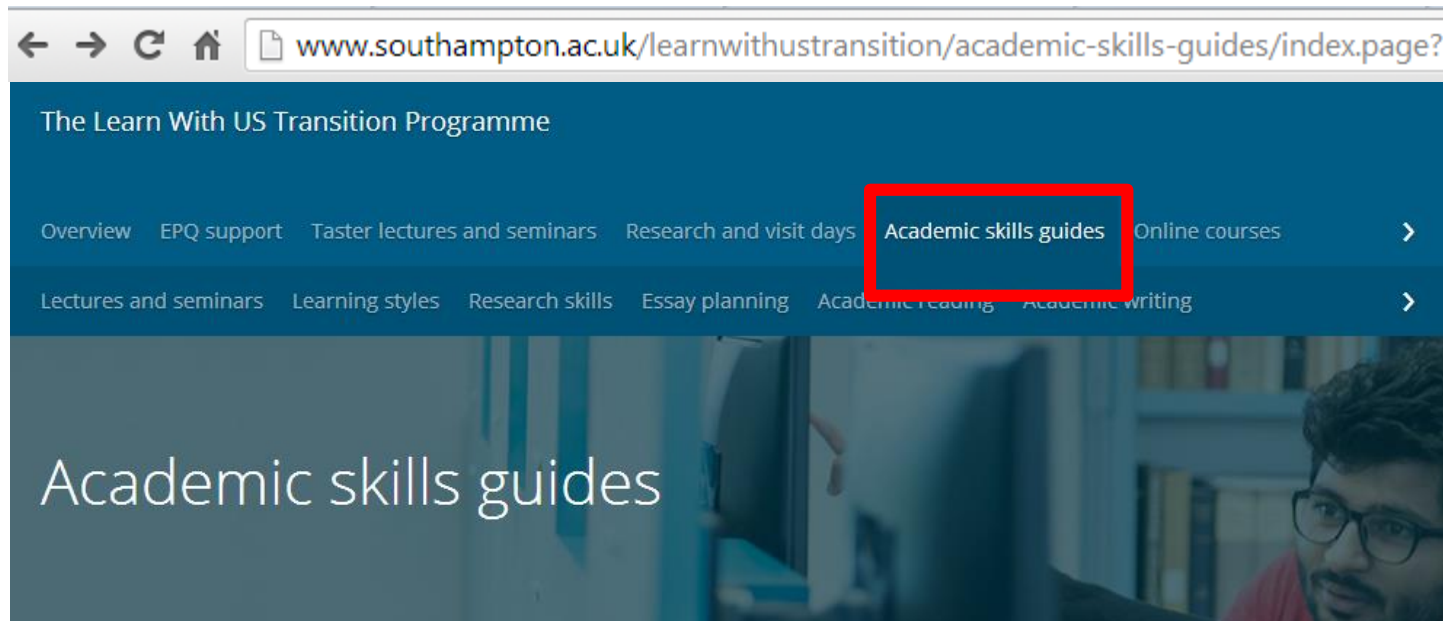 www.southampton.ac.uk/learnwithustransition/academic-skills-guides/index.page?
The Learn With US Transition Programme
Overview EPQ support Taster lectures and seminars Research and visit days Academic skills guides Online courses
Lectures and seminars Learning styles Research skills Essay planning Academic reading Academic writing
Academic skills guides